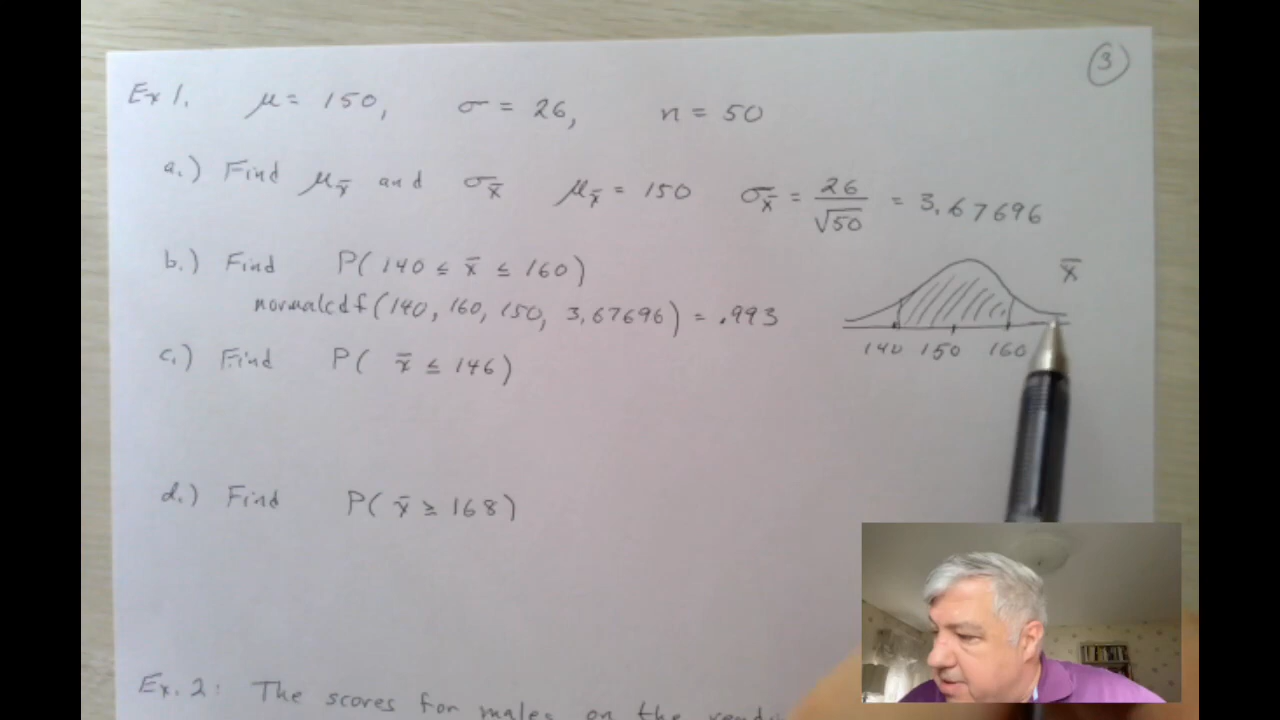 3
Ex 1. μ = 150, σ = 26, n = 50
a.) Find μx̄ and σx̄ μx̄ = 150 σx̄ = 26/√50 = 3.67696
b.) Find P(140 ≤ x̄ ≤ 160)
normalcdf(140, 160, 150, 3.67696) = .993
x̄
140 150 160
c.) Find P( x̄ ≤ 146)
d.) Find P( x̄ ≥ 168)
Ex. 2: The scores for males on the